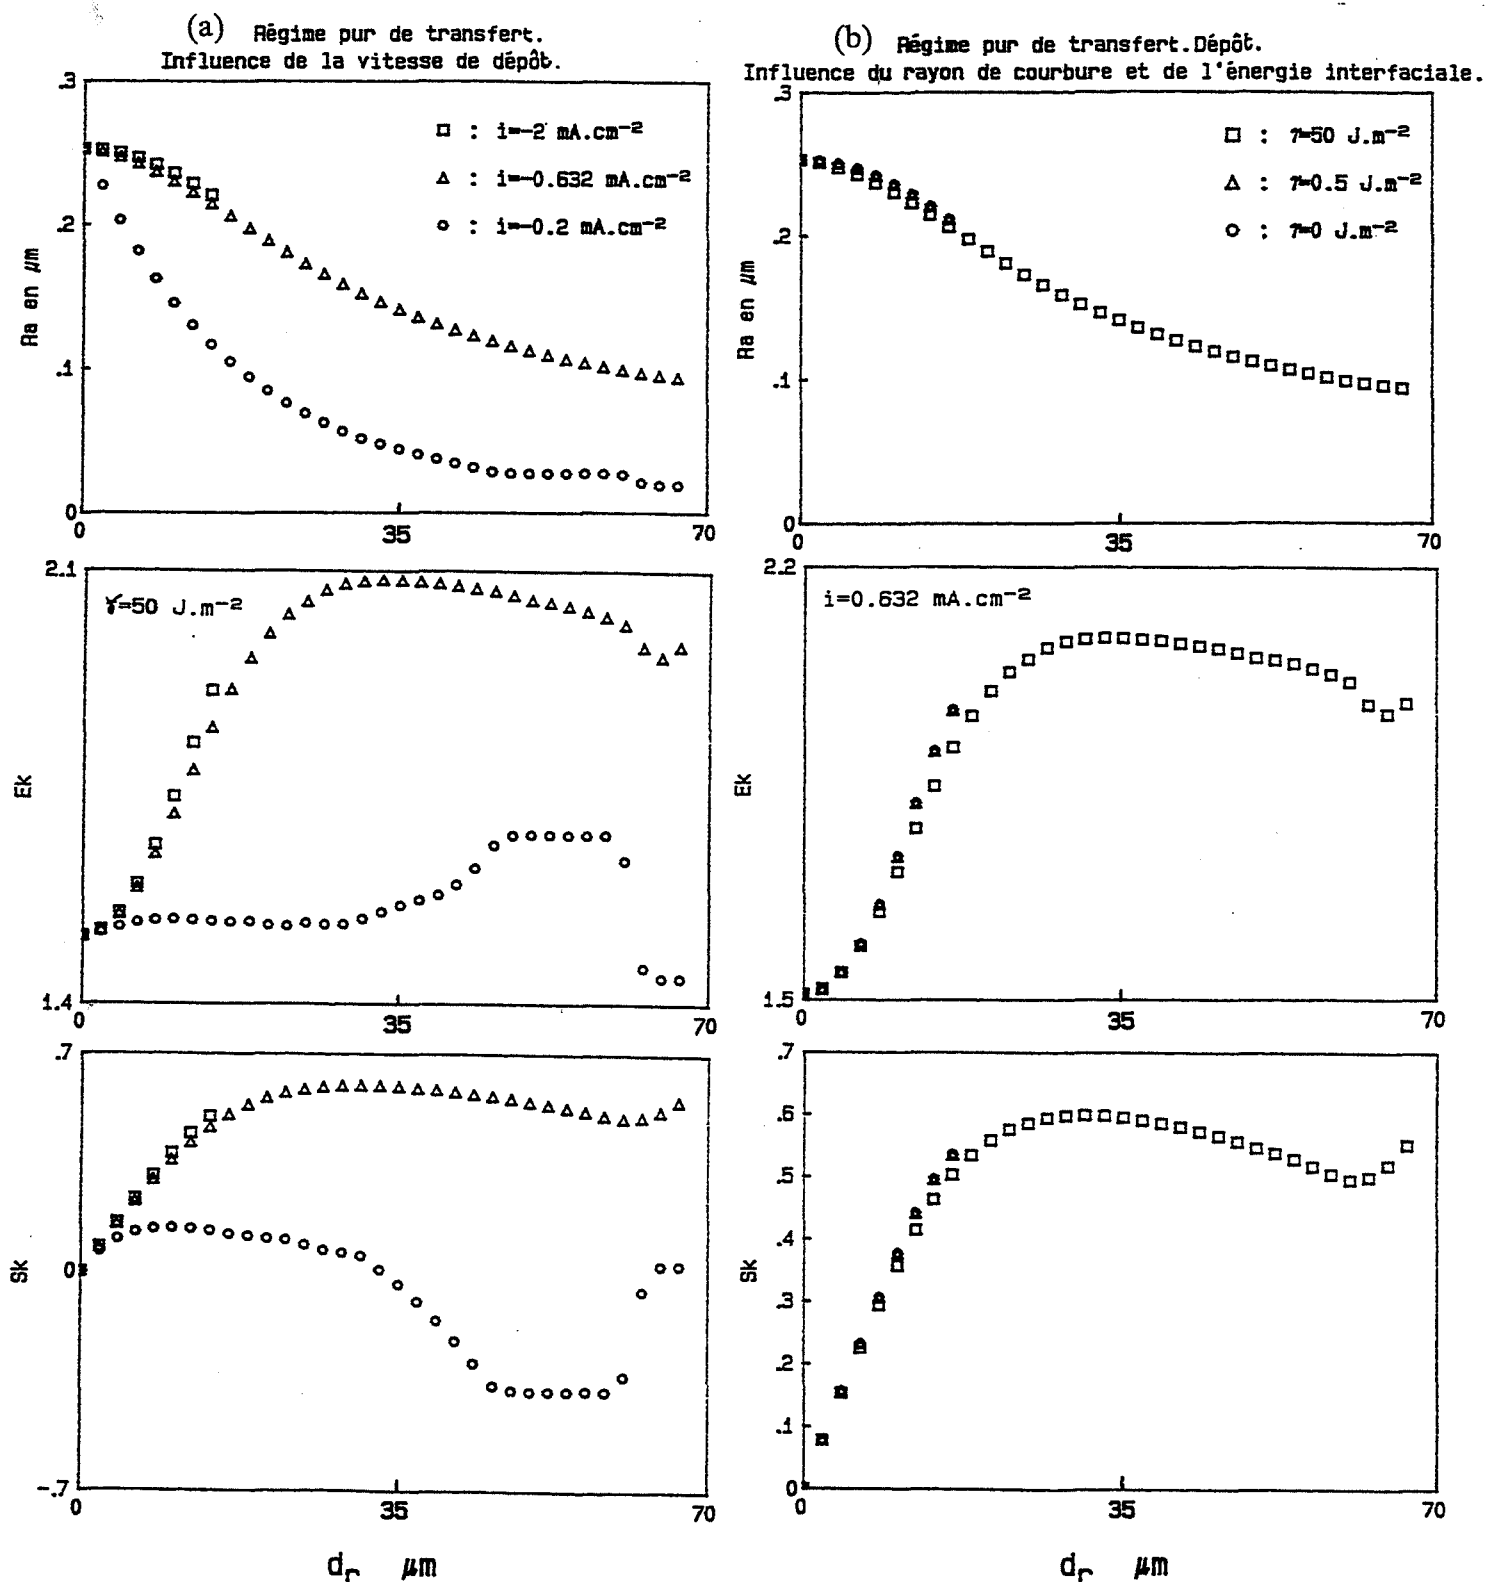 (a) Régime pur de transfert.
Influence de la vitesse de dépôt.
.3
□ : i=-2 mA.cm-2
△ : i=-0.632 mA.cm-2
○ : i=-0.2 mA.cm-2
.2
Ra en µm
.1
0
0 35 70
2.1
γ=50 J.m-2
Ek
1.4
0 35 70
.7
Sk
0
-.7
0 35 70
dr µm
(b) Régime pur de transfert.Dépôt.
Influence du rayon de courbure et de l'énergie interfaciale.
.3
□ : γ=50 J.m-2
△ : γ=0.5 J.m-2
○ : γ=0 J.m-2
.2
Ra en µm
.1
0
0 35 70
2.2
i=0.632 mA.cm-2
Ek
1.5
0 35 70
.7
.6
.5
.4
Sk
.3
.2
.1
0
0 35 70
dr µm